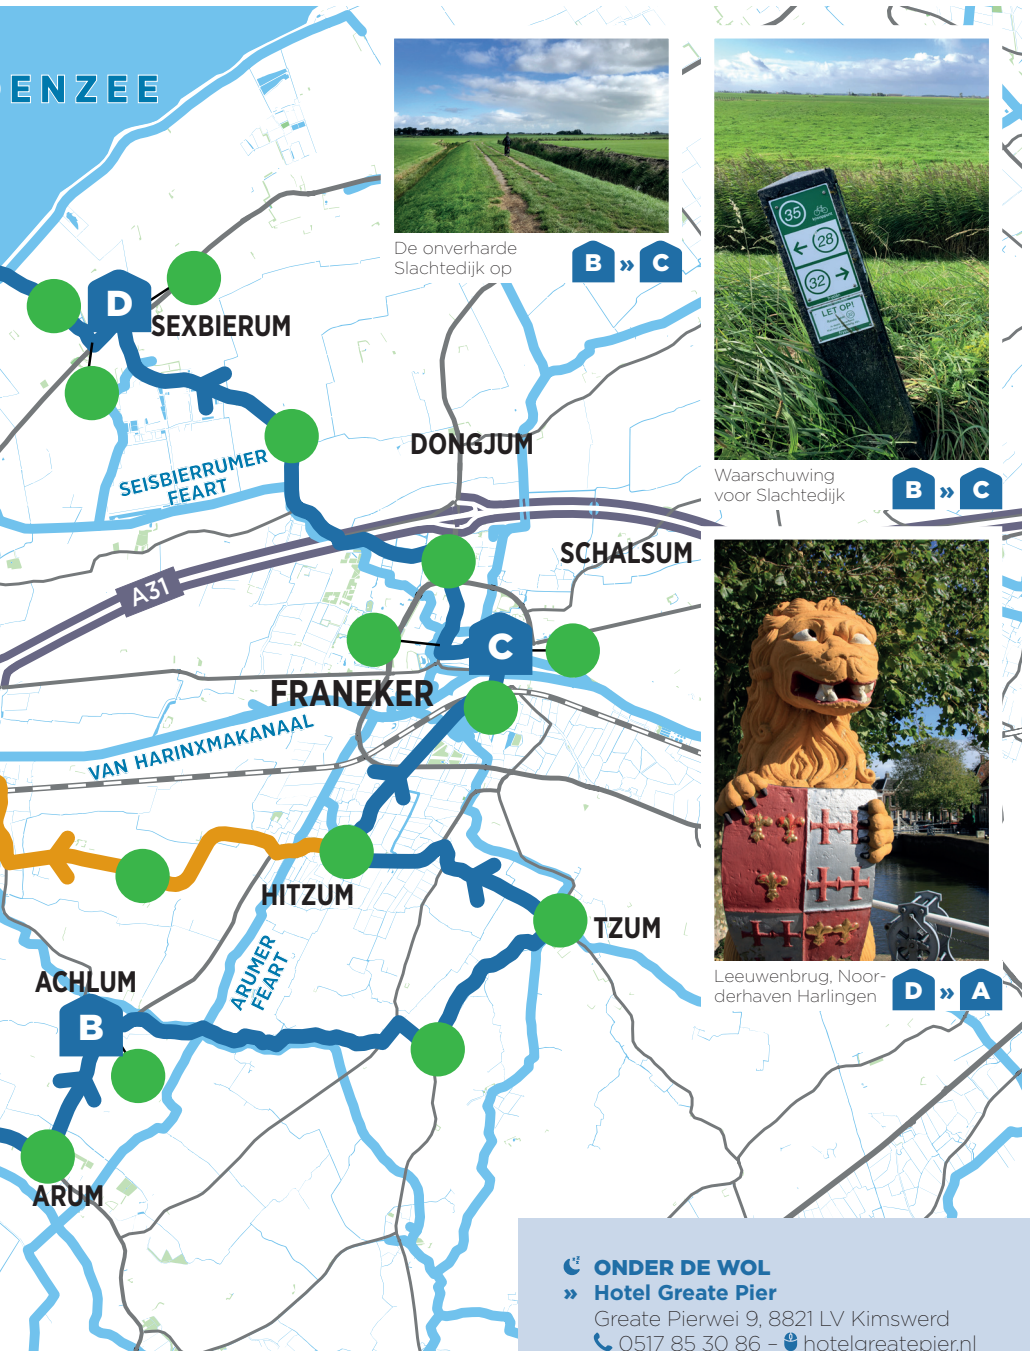 ENZEE
De onverharde
Slachtedijk op
B » C
35
← 28
32 →
LET OP!
Waarschuwing
voor Slachtedijk
B » C
D
SEXBIERUM
DONGJUM
SEISBIERRUMER
FEART
SCHALSUM
A31
C
FRANEKER
VAN HARINXMAKANAAL
HITZUM
TZUM
ARUMER
FEART
ACHLUM
B
ARUM
Leeuwenbrug, Noor-
derhaven Harlingen
D » A
ONDER DE WOL
» Hotel Greate Pier
Greate Pierwei 9, 8821 LV Kimswerd
0517 85 30 86 – hotelgreatepier.nl